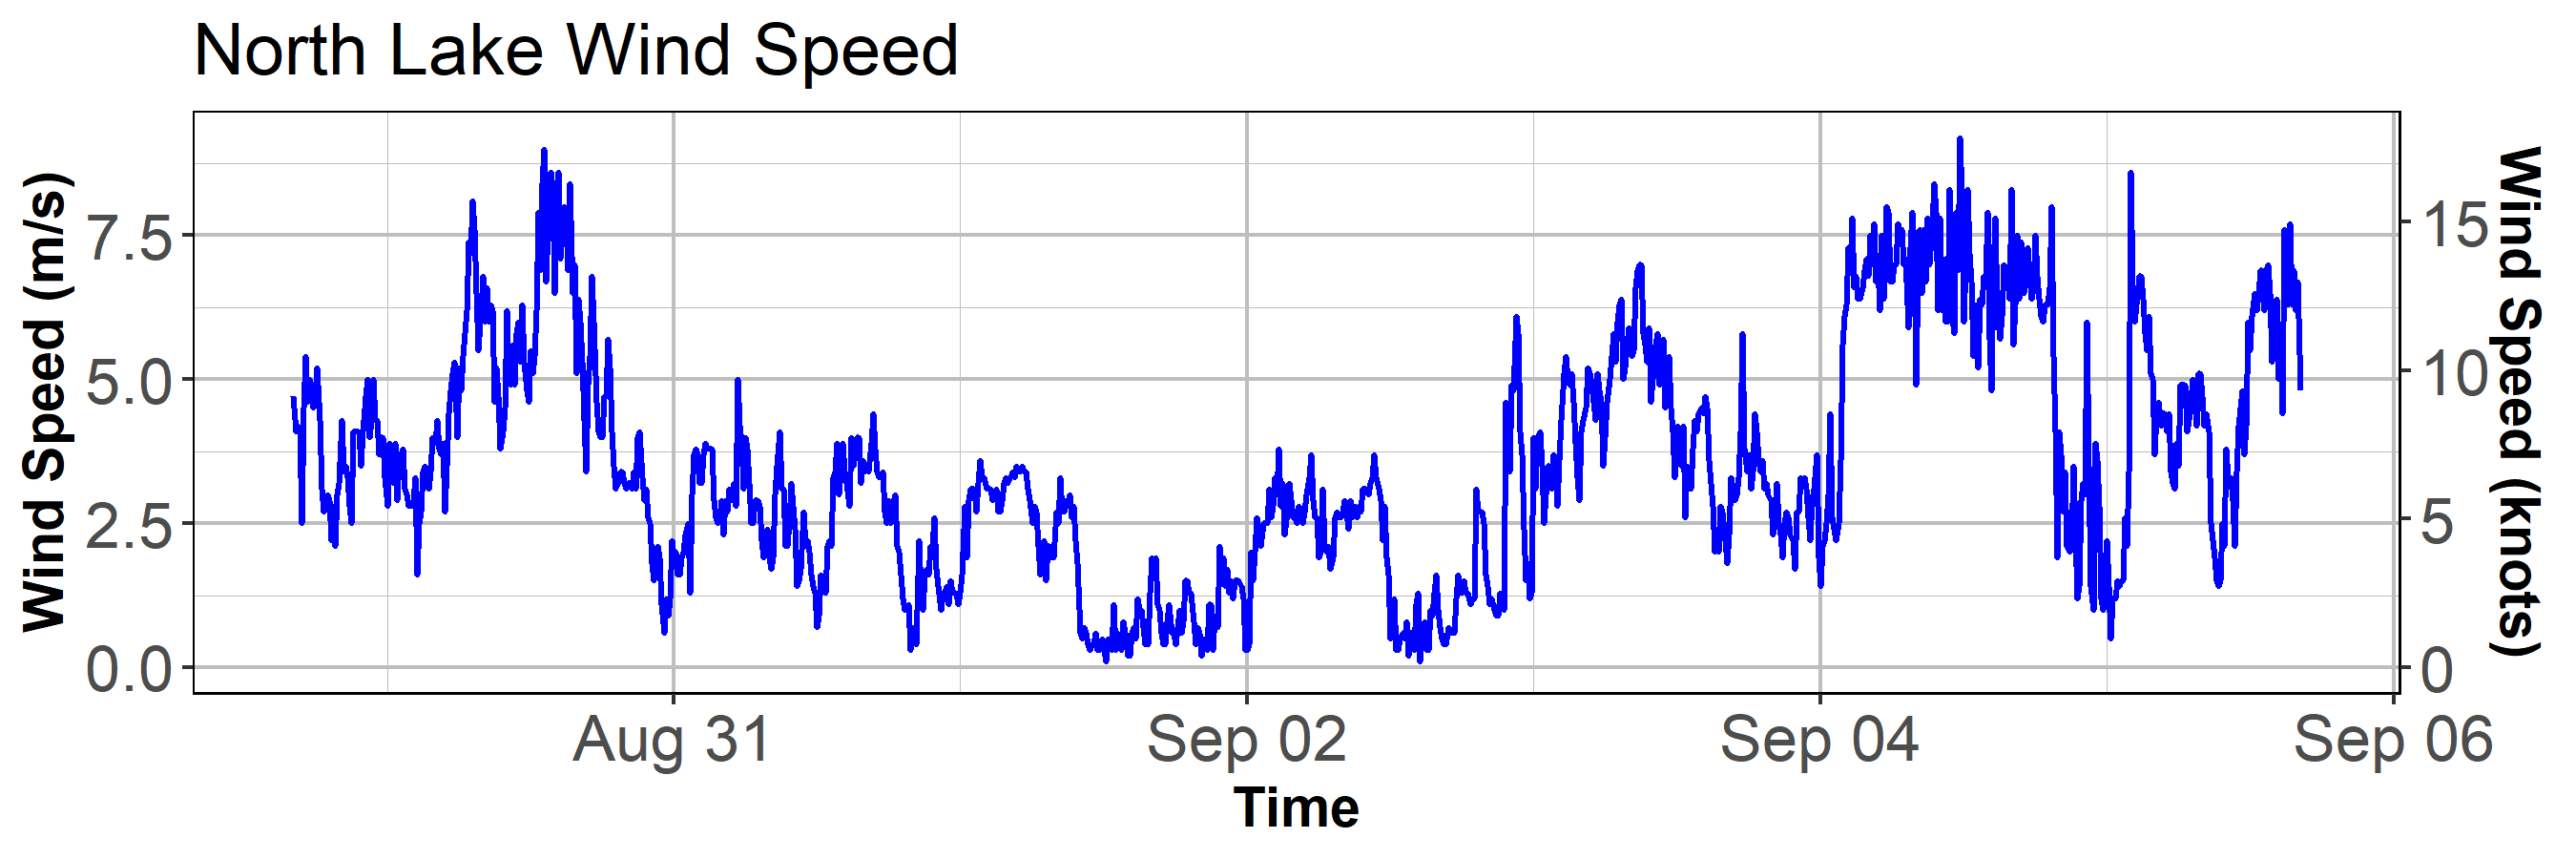 North Lake Wind Speed
Wind Speed (m/s)
7.5
5.0
2.5
0.0
15
10
5
0
Wind Speed (knots)
Aug 31
Sep 02
Sep 04
Sep 06
Time